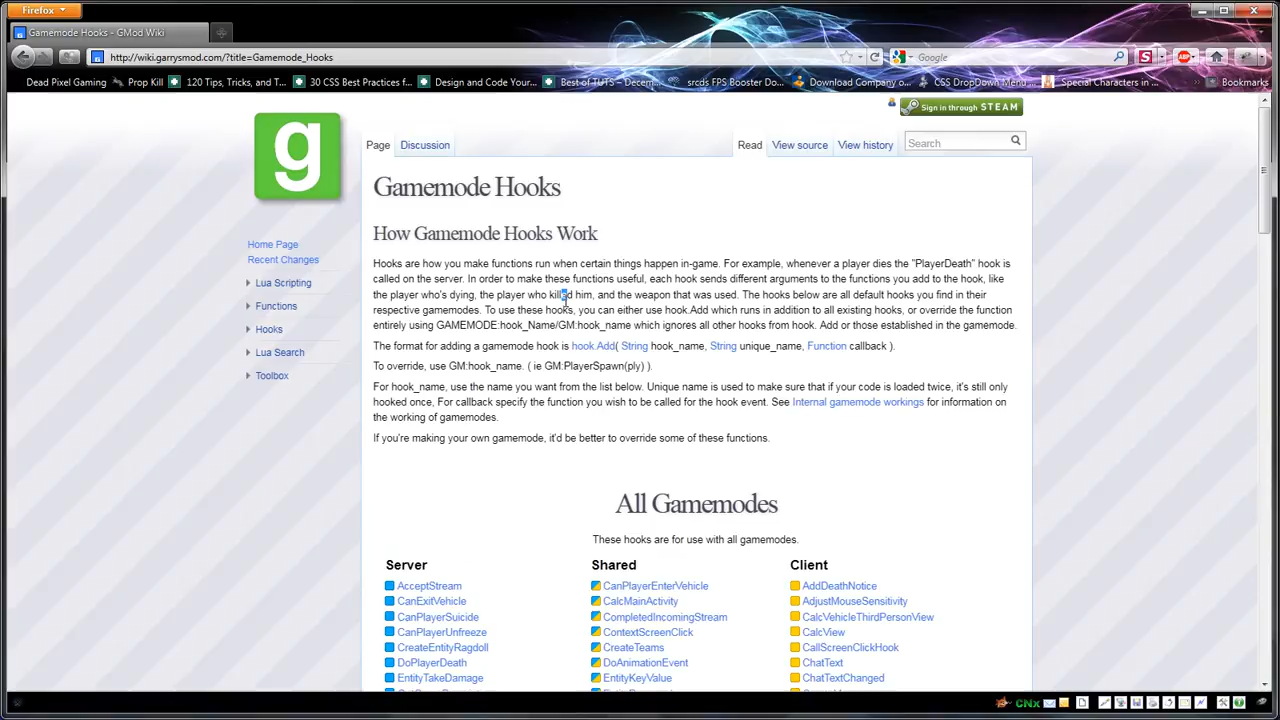 Firefox
Gamemode Hooks - GMod Wiki
http://wiki.garrysmod.com/?title=Gamemode_Hooks
Google
Dead Pixel Gaming
Prop Kill
120 Tips, Tricks, and T...
30 CSS Best Practices f...
Design and Code Your...
Best of TUTS – Decem...
srcds FPS Booster Do...
Download Company o...
CSS DropDown Menu...
Special Characters in ...
Bookmarks
Sign in through STEAM
g
Page
Discussion
Read
View source
View history
Search
Gamemode Hooks
Home Page
Recent Changes
Lua Scripting
Functions
Hooks
Lua Search
Toolbox
How Gamemode Hooks Work
Hooks are how you make functions run when certain things happen in-game. For example, whenever a player dies the "PlayerDeath" hook is
called on the server. In order to make these functions useful, each hook sends different arguments to the functions you add to the hook, like
the player who's dying, the player who killed him, and the weapon that was used. The hooks below are all default hooks you find in their
respective gamemodes. To use these hooks, you can either use hook.Add which runs in addition to all existing hooks, or override the function
entirely using GAMEMODE:hook_Name/GM:hook_name which ignores all other hooks from hook. Add or those established in the gamemode.
The format for adding a gamemode hook is hook.Add( String hook_name, String unique_name, Function callback ).
To override, use GM:hook_name. ( ie GM:PlayerSpawn(ply) ).
For hook_name, use the name you want from the list below. Unique name is used to make sure that if your code is loaded twice, it's still only
hooked once, For callback specify the function you wish to be called for the hook event. See Internal gamemode workings for information on
the working of gamemodes.
If you're making your own gamemode, it'd be better to override some of these functions.
All Gamemodes
These hooks are for use with all gamemodes.
Server
AcceptStream
CanExitVehicle
CanPlayerSuicide
CanPlayerUnfreeze
CreateEntityRagdoll
DoPlayerDeath
EntityTakeDamage
Shared
CanPlayerEnterVehicle
CalcMainActivity
CompletedIncomingStream
ContextScreenClick
CreateTeams
DoAnimationEvent
EntityKeyValue
Client
AddDeathNotice
AdjustMouseSensitivity
CalcVehicleThirdPersonView
CalcView
CallScreenClickHook
ChatText
ChatTextChanged
CNx